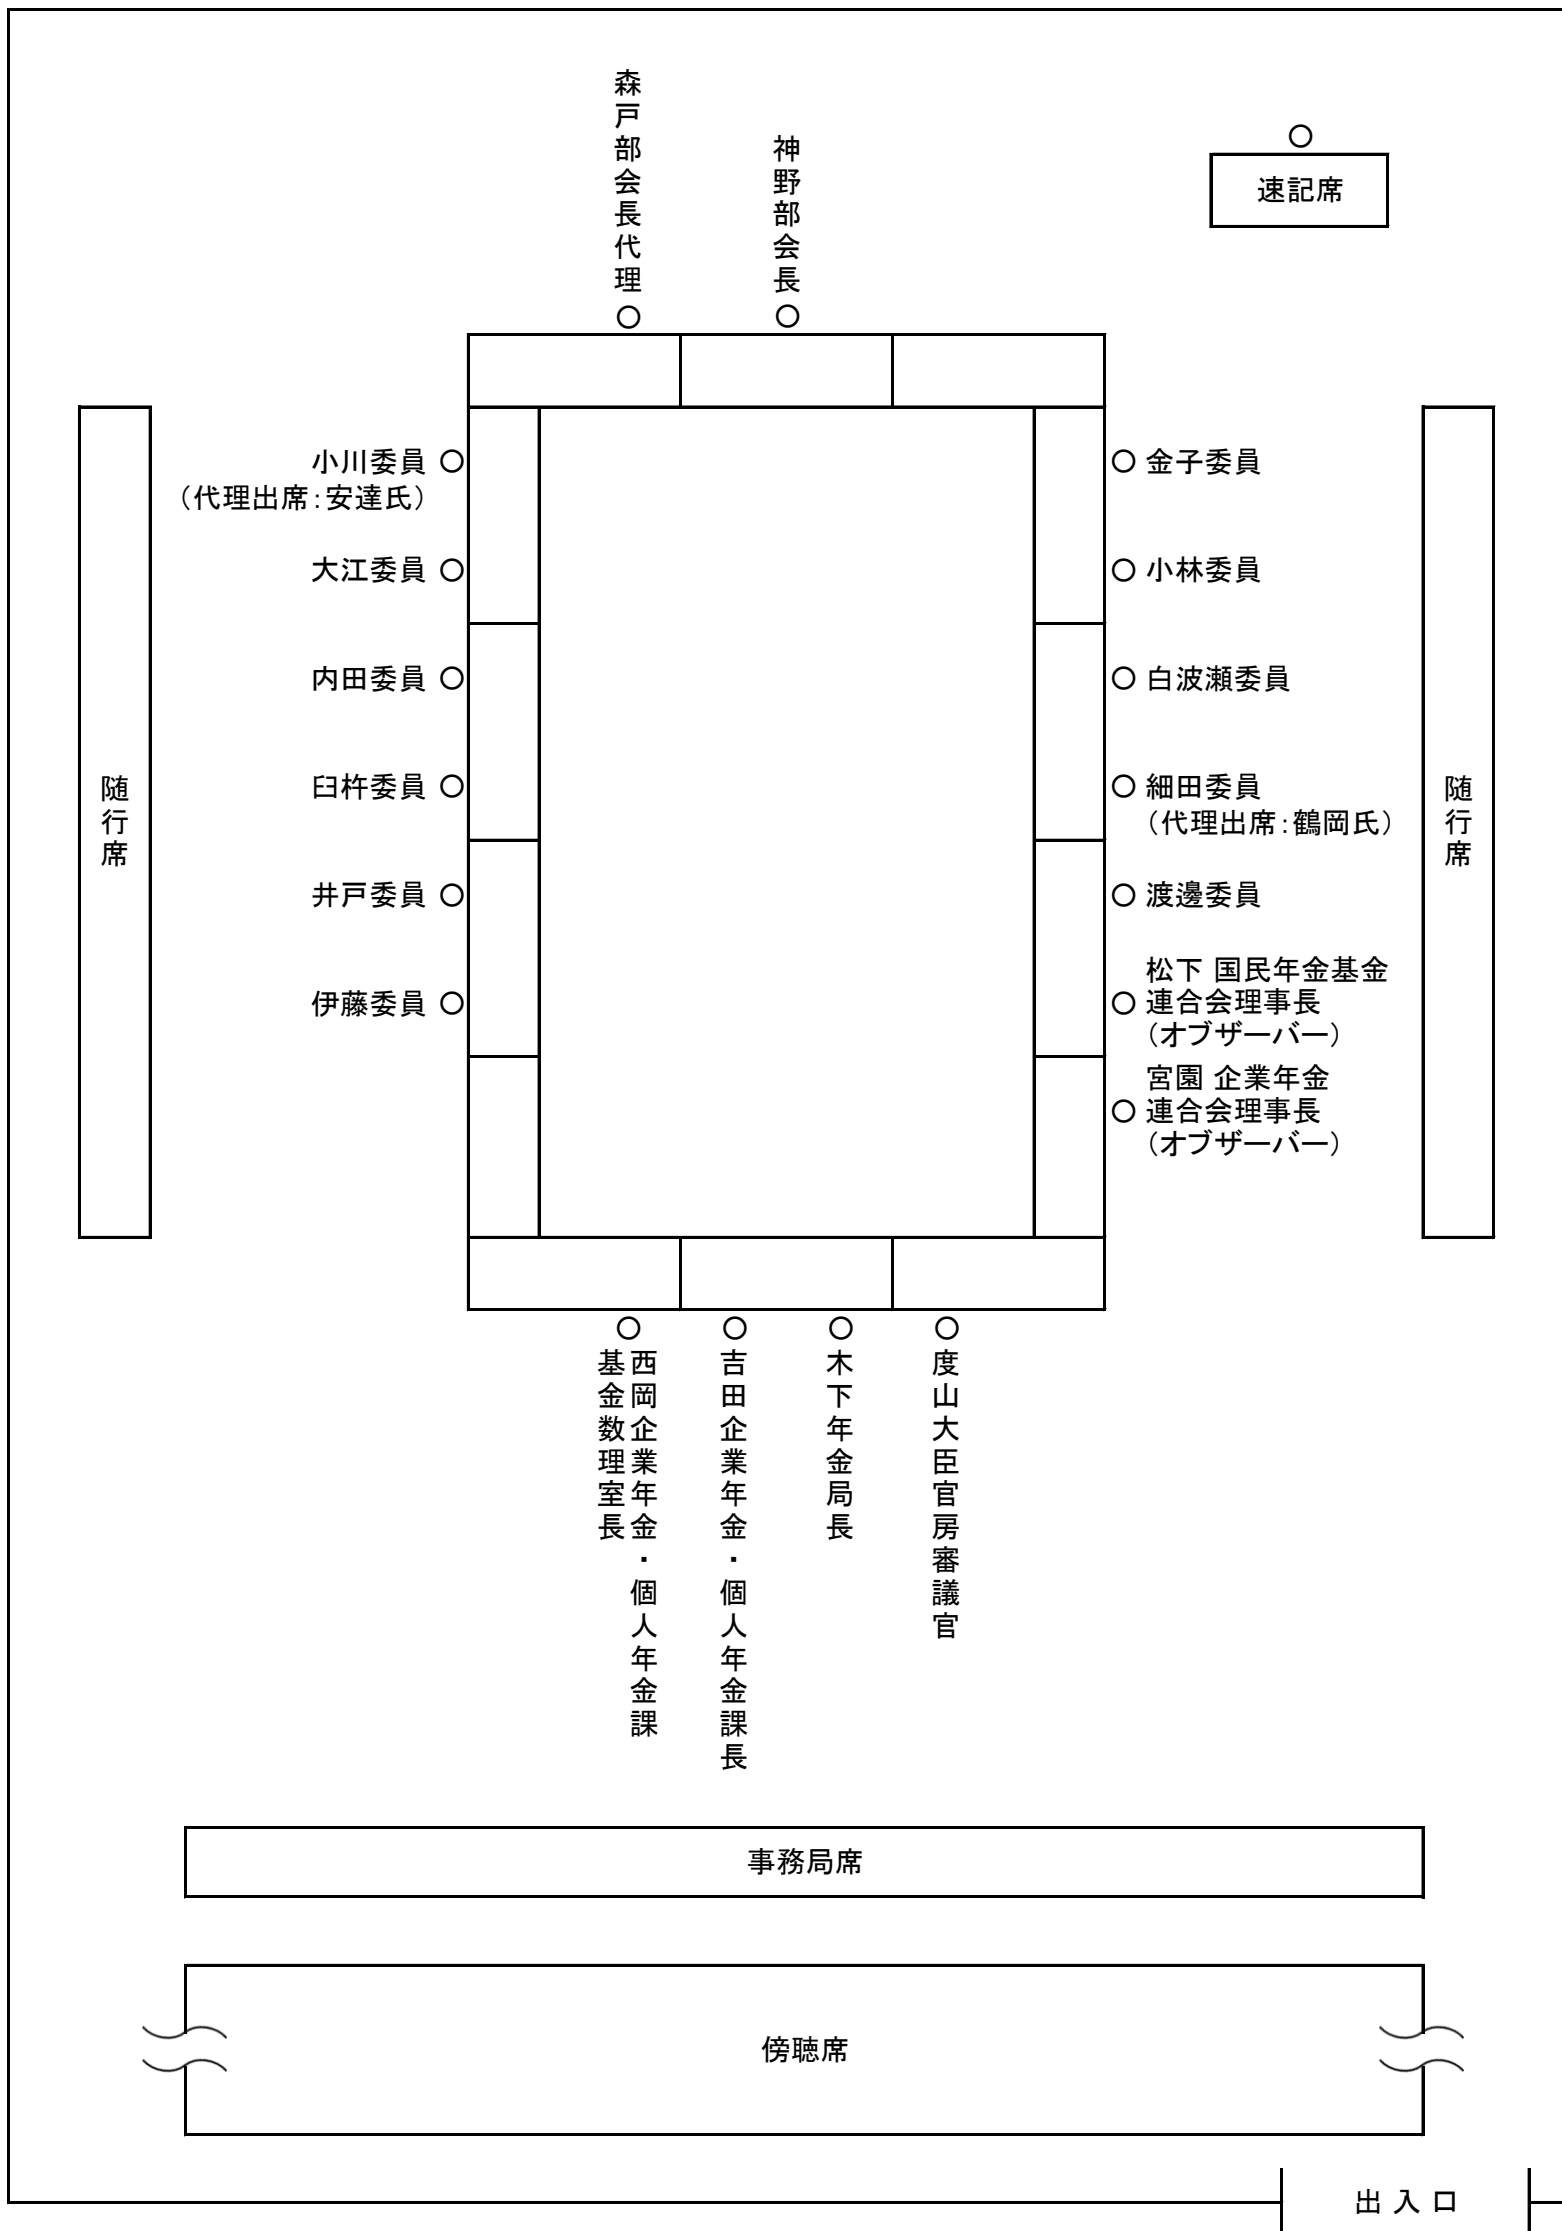 森戸部会長代理
神野部会長
速記席
小川委員
（代理出席：安達氏）
大江委員
内田委員
臼杵委員
井戸委員
伊藤委員
金子委員
小林委員
白波瀬委員
細田委員
（代理出席：鶴岡氏）
渡邊委員
松下 国民年金基金
連合会理事長
（オブザーバー）
宮園 企業年金
連合会理事長
（オブザーバー）
随行席
随行席
西岡企業年金・個人年金課
基金数理室長
吉田企業年金・個人年金課長
木下年金局長
度山大臣官房審議官
事務局席
傍聴席
出入口